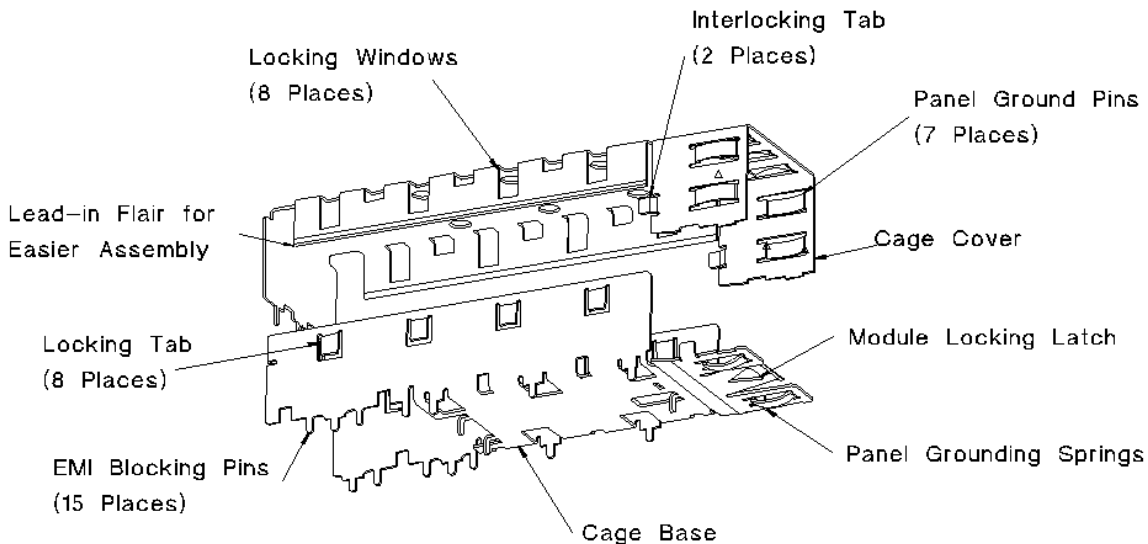 Interlocking Tab
(2 Places)
Locking Windows
(8 Places)
Panel Ground Pins
(7 Places)
Lead-in Flair for
Easier Assembly
Cage Cover
Locking Tab
(8 Places)
Module Locking Latch
EMI Blocking Pins
(15 Places)
Panel Grounding Springs
Cage Base